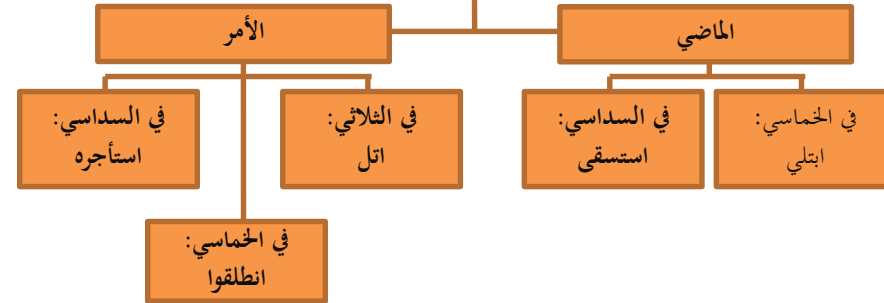 الماضي
الأمر
في الخماسي:
ابتلي
في السداسي:
استسقى
في الثلاثي:
اتل
في السداسي:
استأجره
في الخماسي:
انطلقوا